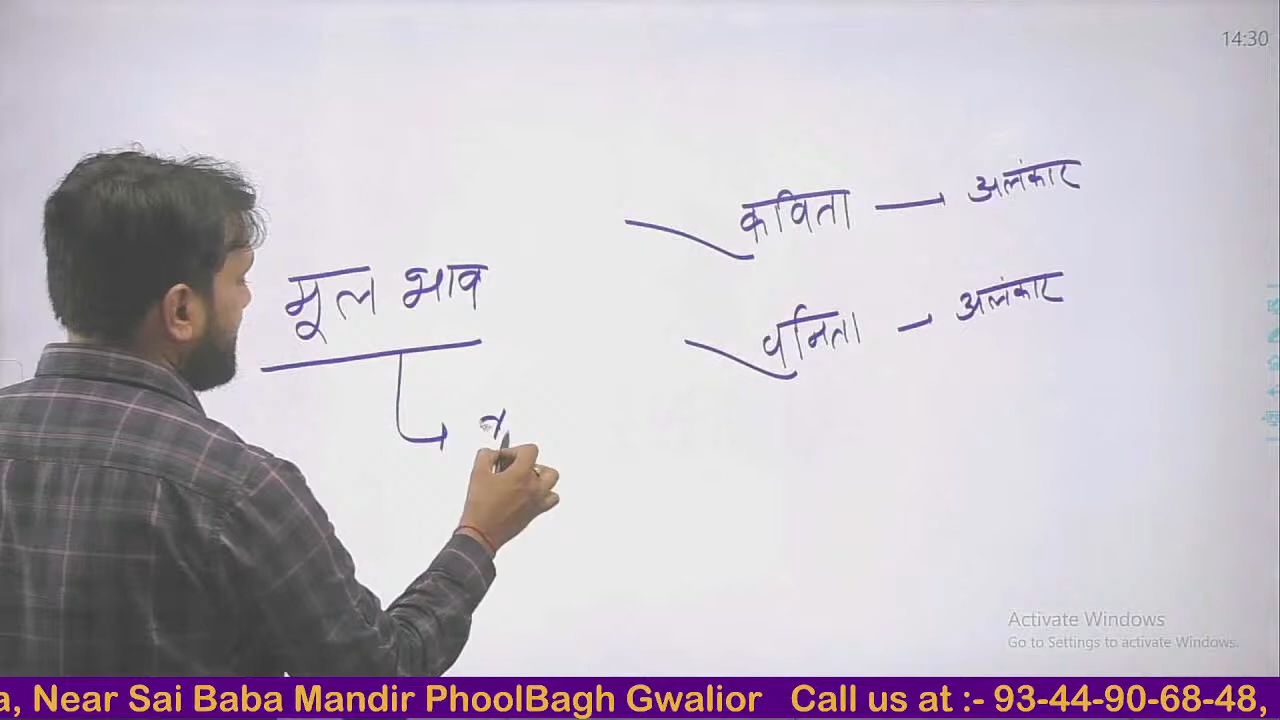 14:30
कविता — अलंकार
मूल भाव
वनिता — अलंकार
Activate Windows
Go to Settings to activate Windows.
Near Sai Baba Mandir PhoolBagh Gwalior Call us at :- 93-44-90-68-48,